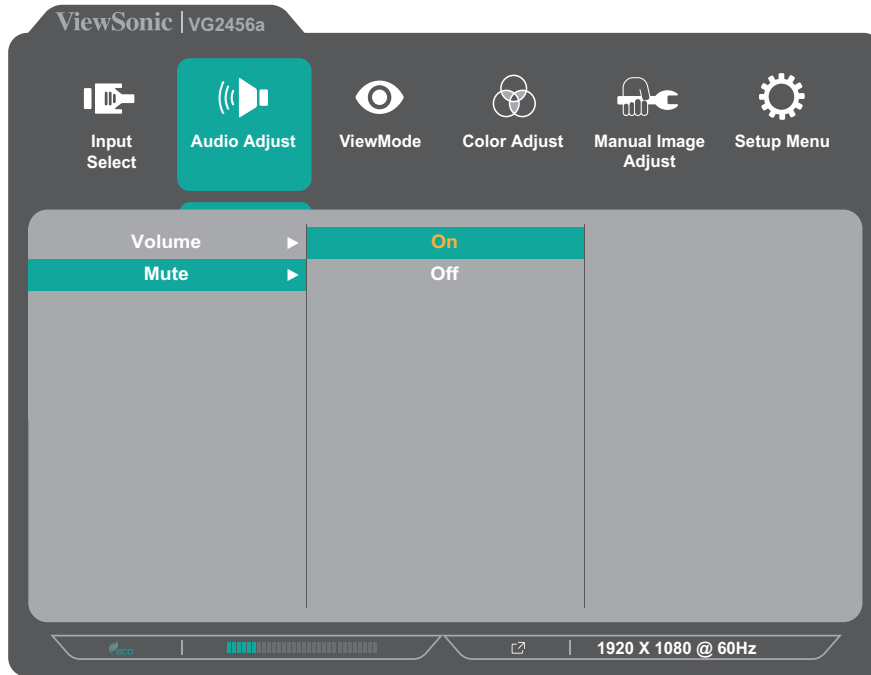 ViewSonic | VG2456a
Input
Select
Audio Adjust
ViewMode
Color Adjust
Manual Image
Adjust
Setup Menu
Volume
On
Mute
Off
eco
1920 X 1080 @ 60Hz